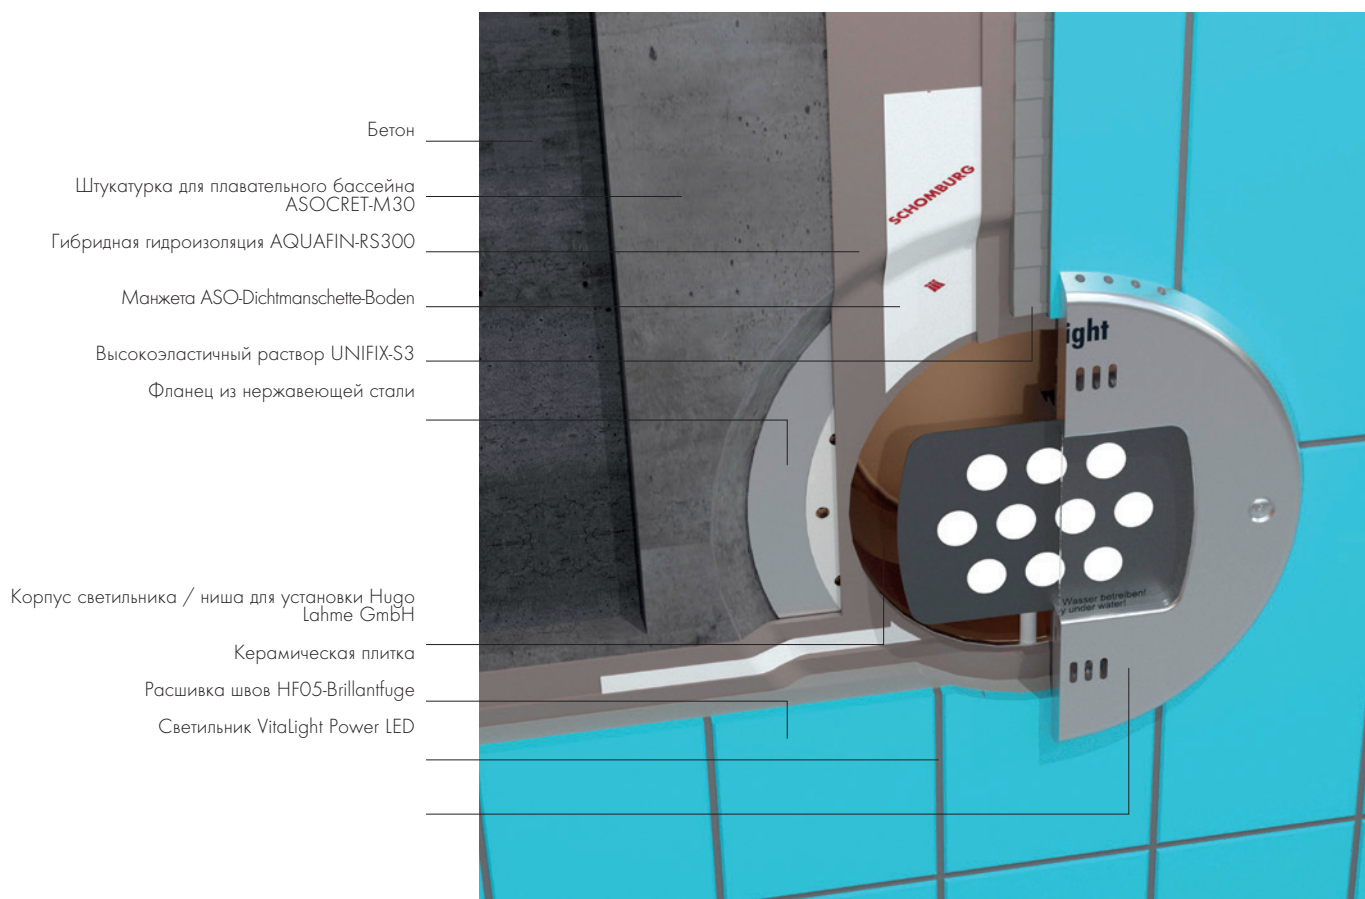 Бетон
Штукатурка для плавательного бассейна
ASOCRET-M30
Гибридная гидроизоляция AQUAFIN-RS300
Манжета ASO-Dichtmanschette-Boden
Высокоэластичный раствор UNIFIX-S3
Фланец из нержавеющей стали
Корпус светильника / ниша для установки Hugo
Lahme GmbH
Керамическая плитка
Расшивка швов HF05-Brillantfuge
Светильник VitaLight Power LED
SCHOMBURG
ight
Wasser betreiben!
y under water!